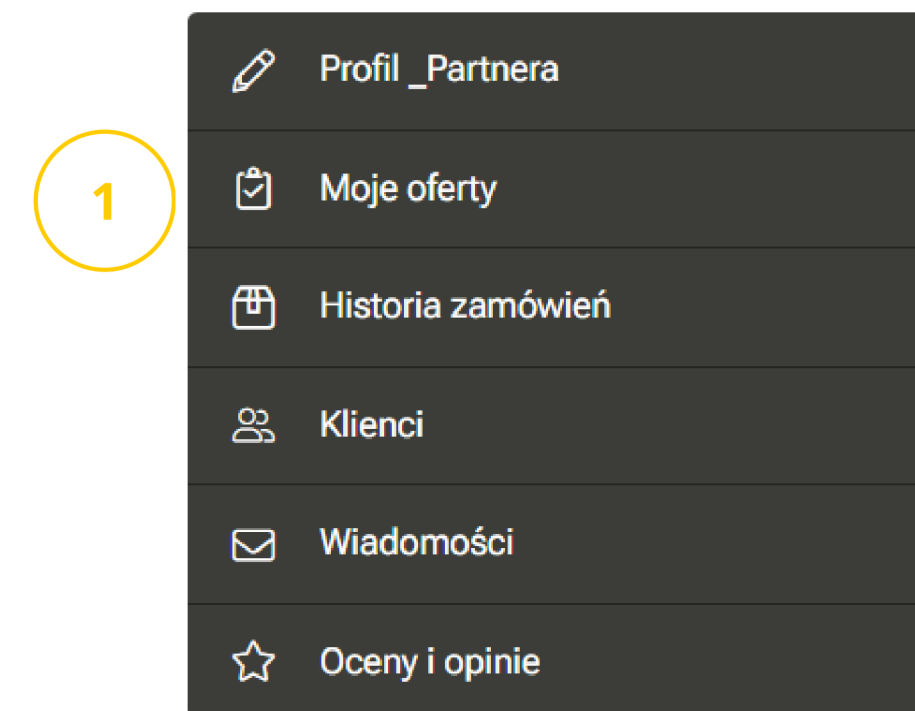 Profil _Partnera
1
Moje oferty
Historia zamówień
Klienci
Wiadomości
Oceny i opinie